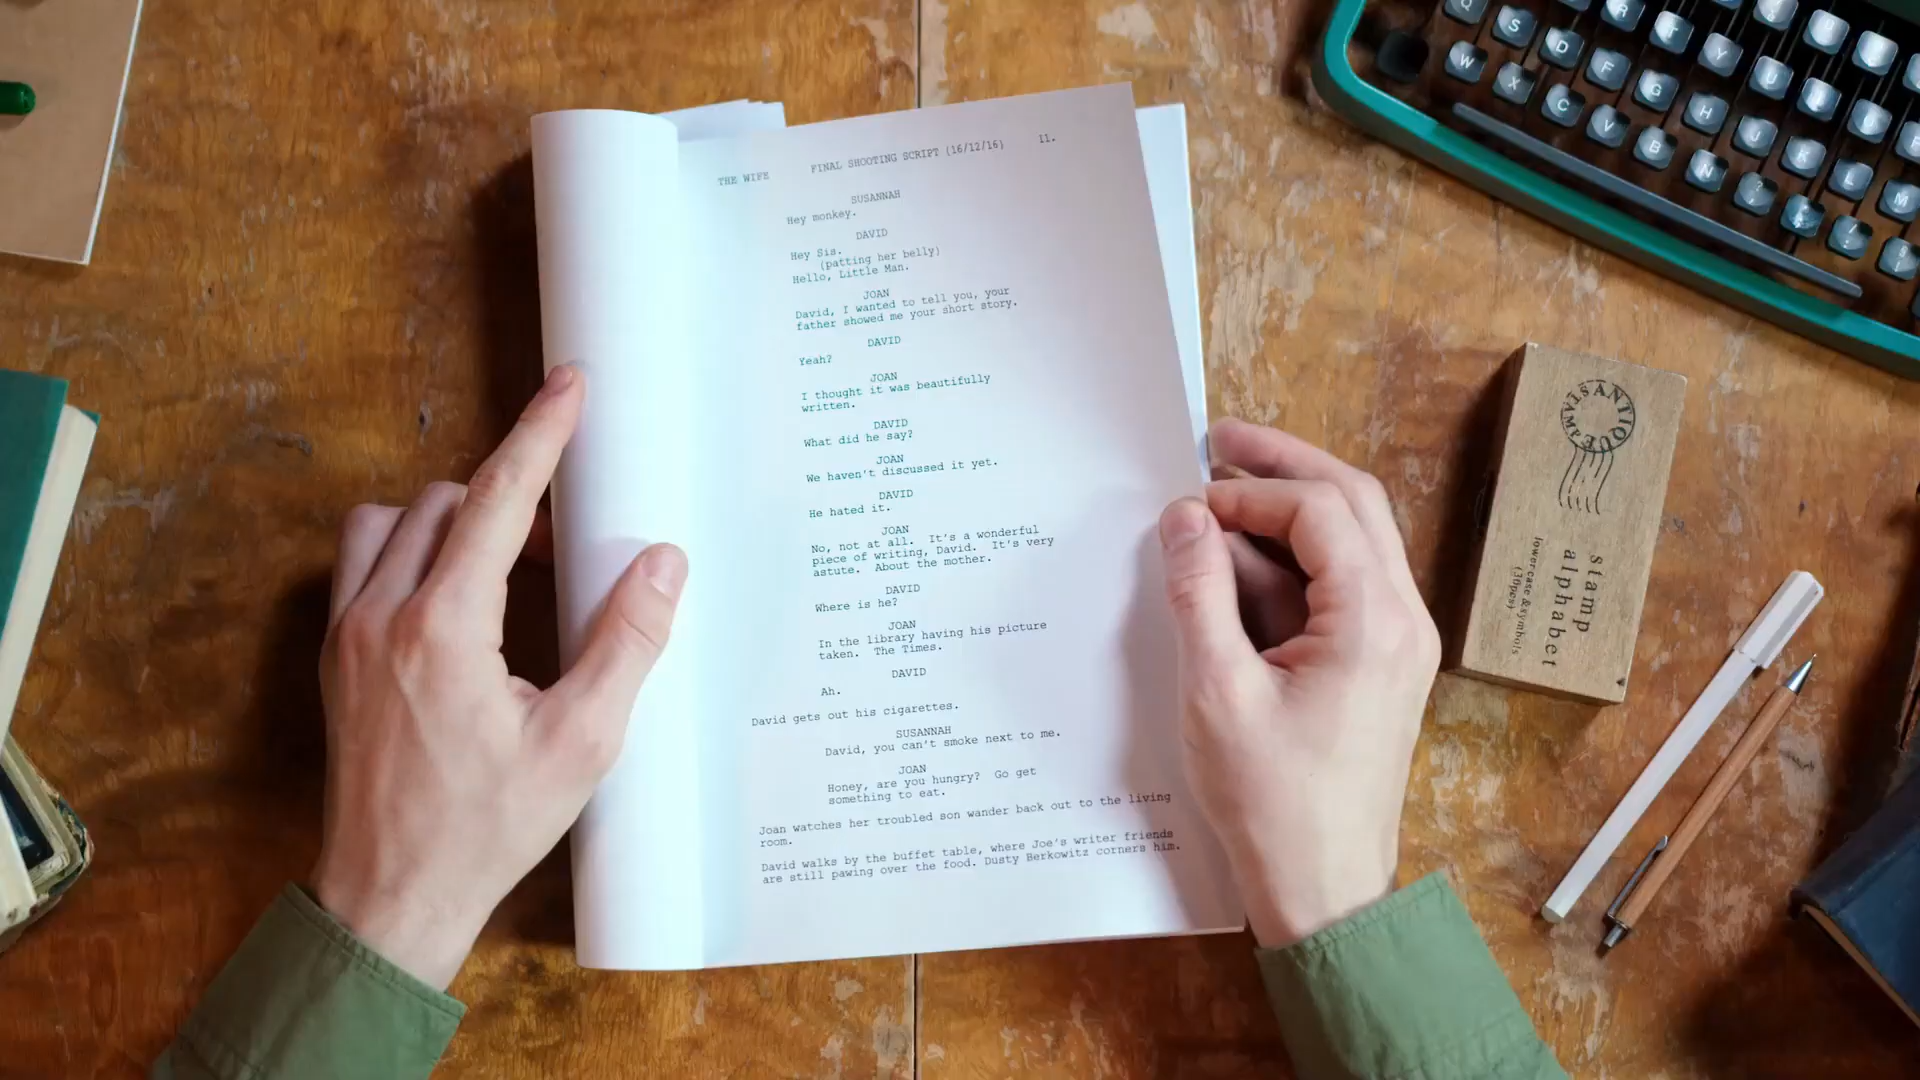 THE WIFE FINAL SHOOTING SCRIPT (16/12/16) 11.
SUSANNAH
Hey monkey.
DAVID
Hey Sis.
(patting her belly)
Hello, Little Man.
JOAN
David, I wanted to tell you, your
father showed me your short story.
DAVID
Yeah?
JOAN
I thought it was beautifully
written.
DAVID
What did he say?
JOAN
We haven't discussed it yet.
DAVID
He hated it.
JOAN
No, not at all. It's a wonderful
piece of writing, David. It's very
astute. About the mother.
DAVID
Where is he?
JOAN
In the library having his picture
taken. The Times.
DAVID
Ah.
David gets out his cigarettes.
SUSANNAH
David, you can't smoke next to me.
JOAN
Honey, are you hungry? Go get
something to eat.
Joan watches her troubled son wander back out to the living
room.
David walks by the buffet table, where Joe's writer friends
are still pawing over the food. Dusty Berkowitz corners him.
ANTIQUE STAMP
stamp
alphabet
lowercase & symbols
(30pcs)
Q S D F G H J K L M
R T Y U
W X C V B N ?